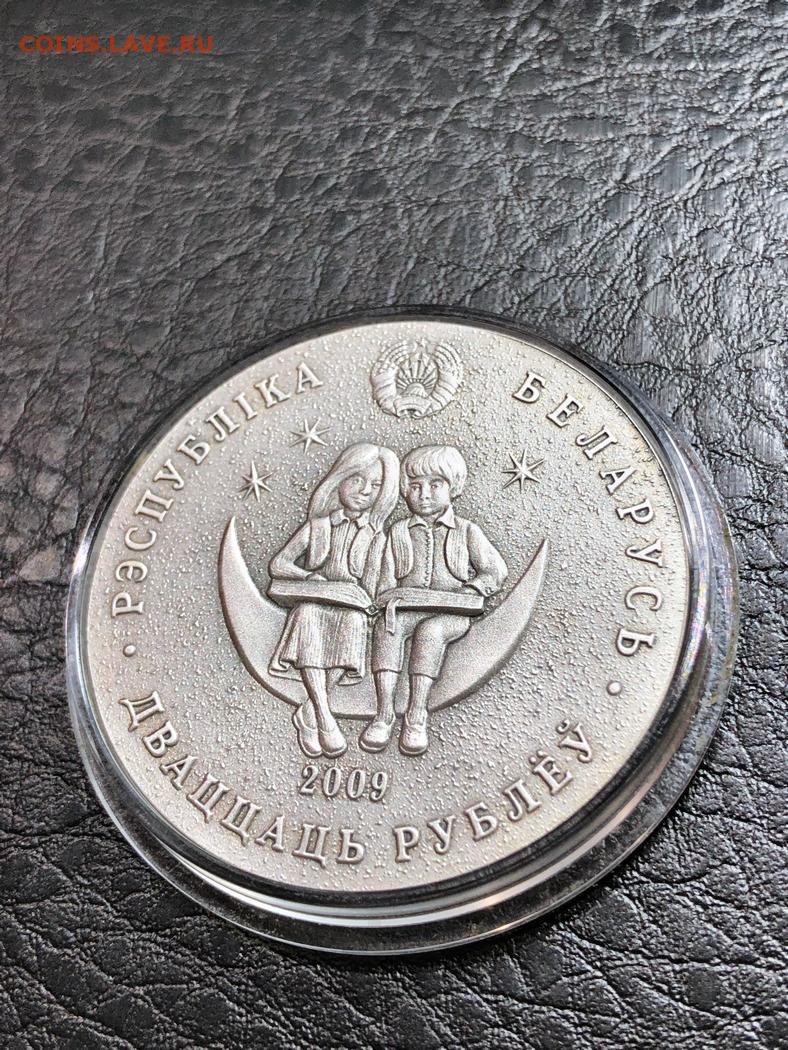 COINS.LAVE.RU
РЭСПУБЛІКА БЕЛАРУСЬ
2009
· ДВАЦЦАЦЬ РУБЛЁЎ ·